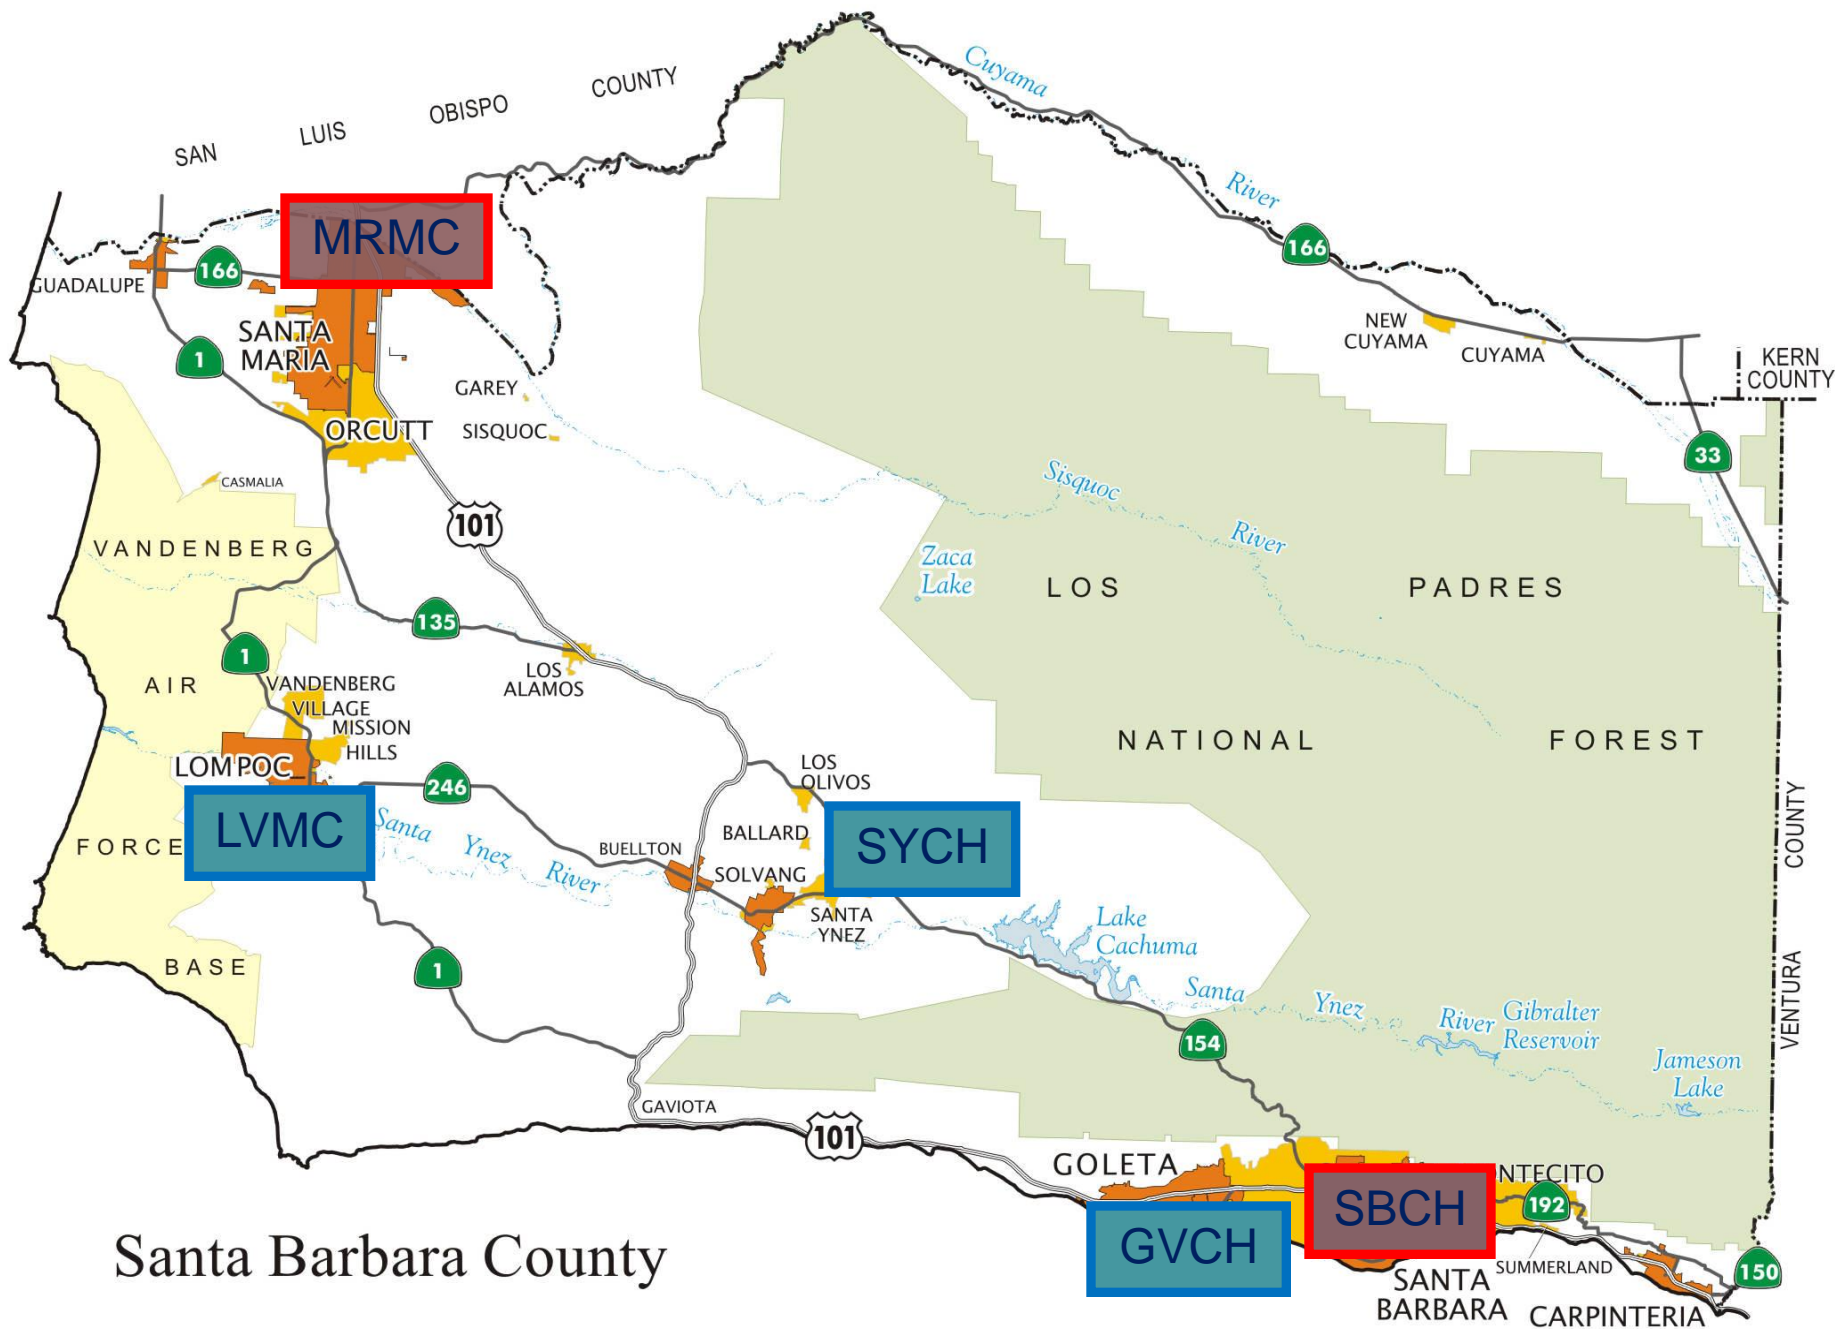 Cuyama
SAN LUIS OBISPO COUNTY
River
MRMC
166
166
GUADALUPE
SANTA
MARIA
1
NEW
CUYAMA
CUYAMA
KERN
COUNTY
GAREY
ORCUTT
SISQUOC
33
CASMALIA
Sisquoc
River
101
VANDENBERG
Zaca
Lake
LOS PADRES
135
1
LOS
ALAMOS
AIR
VANDENBERG
VILLAGE
MISSION
HILLS
NATIONAL FOREST
LOMPOC
LOS
OLIVOS
246
LVMC
Santa Ynez River
BALLARD
SYCH
FORCE
BUELLTON
SOLVANG
SANTA
YNEZ
Lake
Cachuma
VENTURA COUNTY
BASE
1
Santa Ynez River
Gibralter
Reservoir
154
Jameson
Lake
GAVIOTA
101
GOLETA
NTECITO
192
SBCH
GVCH
Santa Barbara County
SUMMERLAND
150
SANTA
BARBARA
CARPINTERIA